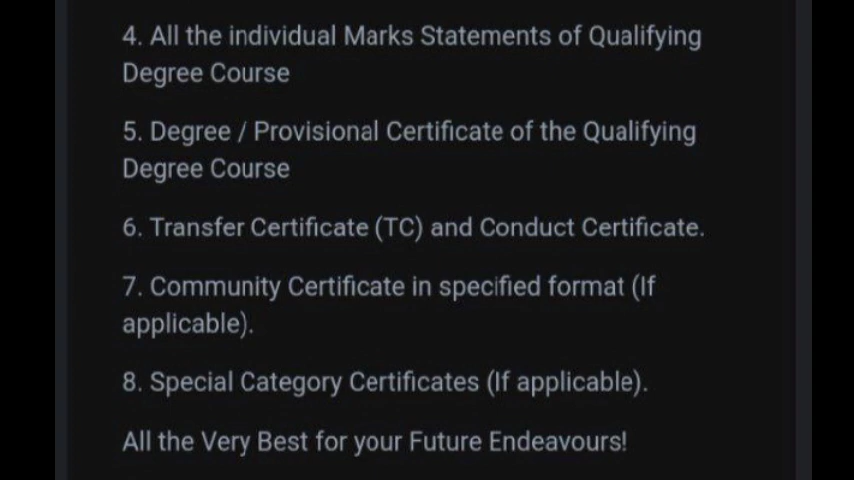 4. All the individual Marks Statements of Qualifying
Degree Course
5. Degree / Provisional Certificate of the Qualifying
Degree Course
6. Transfer Certificate (TC) and Conduct Certificate.
7. Community Certificate in specified format (If
applicable).
8. Special Category Certificates (If applicable).
All the Very Best for your Future Endeavours!